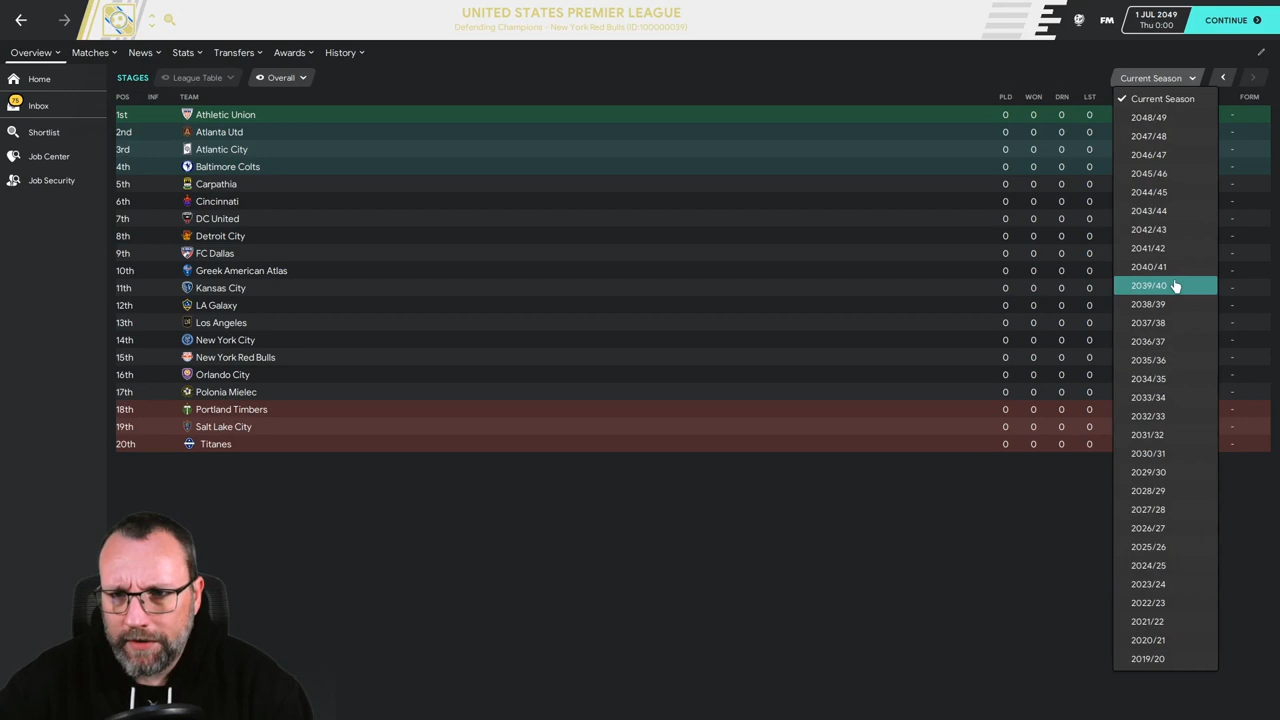 UNITED STATES PREMIER LEAGUE
Defending Champions - New York Red Bulls (ID 100000039)
FM
1 JUL 2049
Thu 0:00
CONTINUE
Overview Matches News Stats Transfers Awards History
Home
75
Inbox
Shortlist
Job Center
Job Security
STAGES League Table Overall Current Season
POS INF TEAM PLD WON DRN LST FORM
1st Athletic Union 0 0 0 0 -
2nd Atlanta Utd 0 0 0 0 -
3rd Atlantic City 0 0 0 0 -
4th Baltimore Colts 0 0 0 0 -
5th Carpathia 0 0 0 0 -
6th Cincinnati 0 0 0 0 -
7th DC United 0 0 0 0 -
8th Detroit City 0 0 0 0 -
9th FC Dallas 0 0 0 0 -
10th Greek American Atlas 0 0 0 0 -
11th Kansas City 0 0 0 0 -
12th LA Galaxy 0 0 0 0 -
13th Los Angeles 0 0 0 0 -
14th New York City 0 0 0 0 -
15th New York Red Bulls 0 0 0 0 -
16th Orlando City 0 0 0 0 -
17th Polonia Mielec 0 0 0 0 -
18th Portland Timbers 0 0 0 0 -
19th Salt Lake City 0 0 0 0 -
20th Titanes 0 0 0 0 -
Current Season
2048/49
2047/48
2046/47
2045/46
2044/45
2043/44
2042/43
2041/42
2040/41
2039/40
2038/39
2037/38
2036/37
2035/36
2034/35
2033/34
2032/33
2031/32
2030/31
2029/30
2028/29
2027/28
2026/27
2025/26
2024/25
2023/24
2022/23
2021/22
2020/21
2019/20